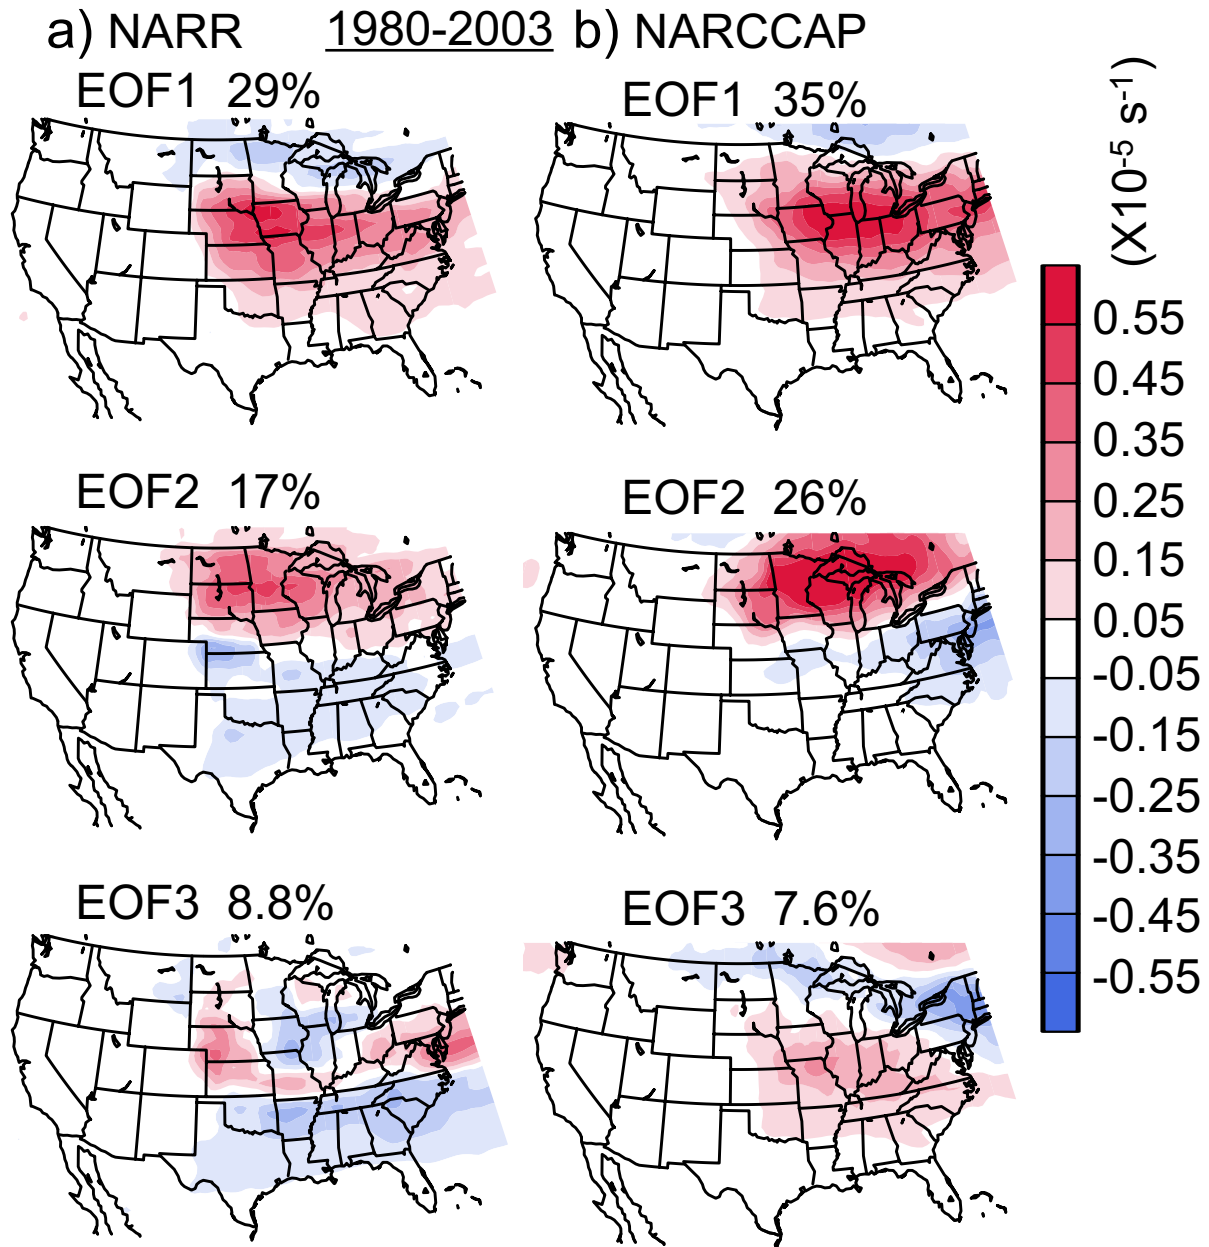 a) NARR 1980-2003 b) NARCCAP
EOF1 29%
EOF1 35%
EOF2 17%
EOF2 26%
EOF3 8.8%
EOF3 7.6%
(X10⁻⁵ s⁻¹)
0.55
0.45
0.35
0.25
0.15
0.05
-0.05
-0.15
-0.25
-0.35
-0.45
-0.55